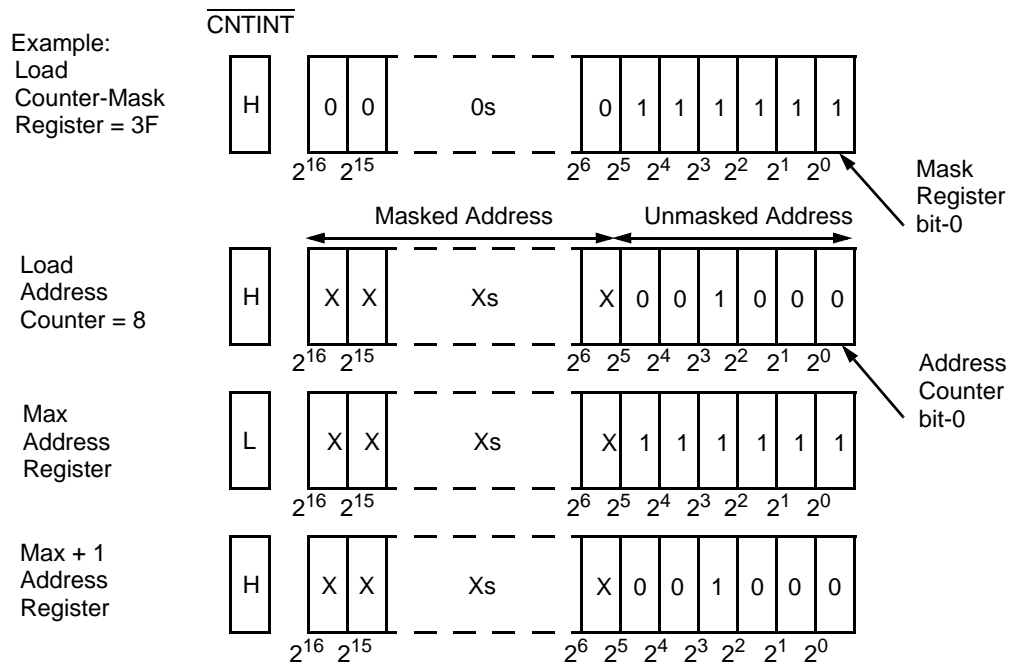 CNTINT
Example:
Load
Counter-Mask
Register = 3F
H 0 0 0s 0 1 1 1 1 1 1
2^16 2^15 2^6 2^5 2^4 2^3 2^2 2^1 2^0
Mask
Register
bit-0
Masked Address Unmasked Address
Load
Address
Counter = 8
H X X Xs X 0 0 1 0 0 0
2^16 2^15 2^6 2^5 2^4 2^3 2^2 2^1 2^0
Address
Counter
bit-0
Max
Address
Register
L X X Xs X 1 1 1 1 1 1
2^16 2^15 2^6 2^5 2^4 2^3 2^2 2^1 2^0
Max + 1
Address
Register
H X X Xs X 0 0 1 0 0 0
2^16 2^15 2^6 2^5 2^4 2^3 2^2 2^1 2^0